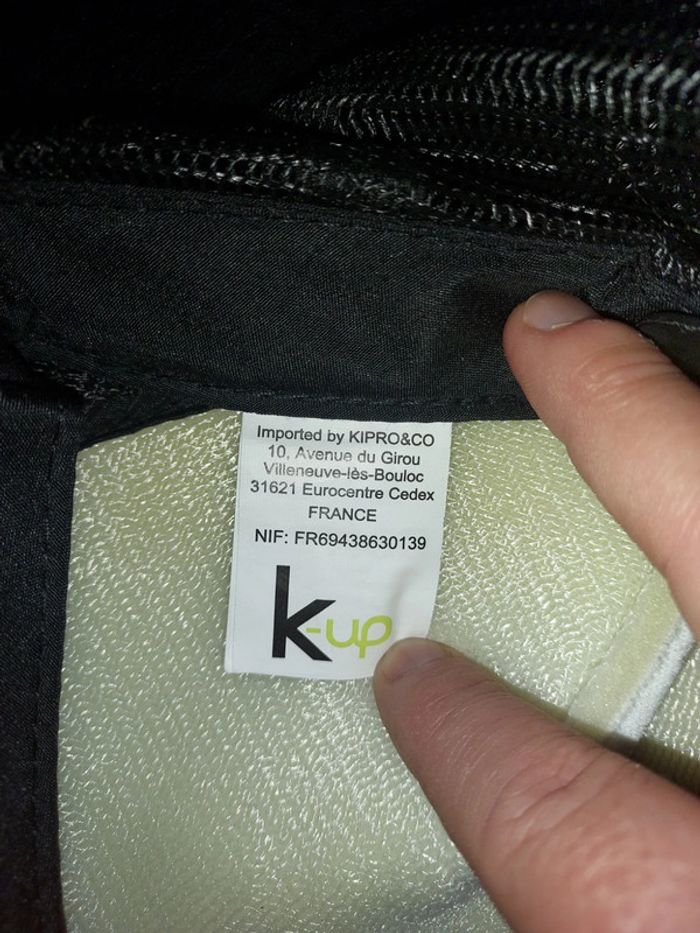 Imported by KIPRO&CO
10, Avenue du Girou
Villeneuve-lès-Bouloc
31621 Eurocentre Cedex
FRANCE
NIF: FR69438630139
k-up